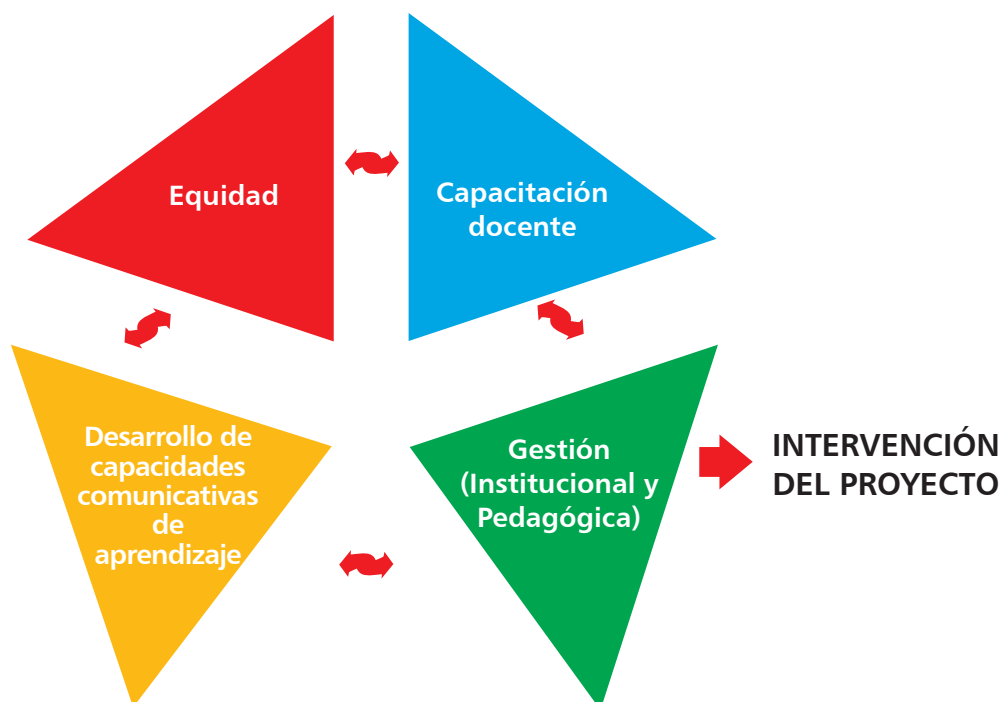 Equidad
Capacitación
docente
Desarrollo de
capacidades
comunicativas
de
aprendizaje
Gestión
(Institucional y
Pedagógica)
INTERVENCIÓN
DEL PROYECTO